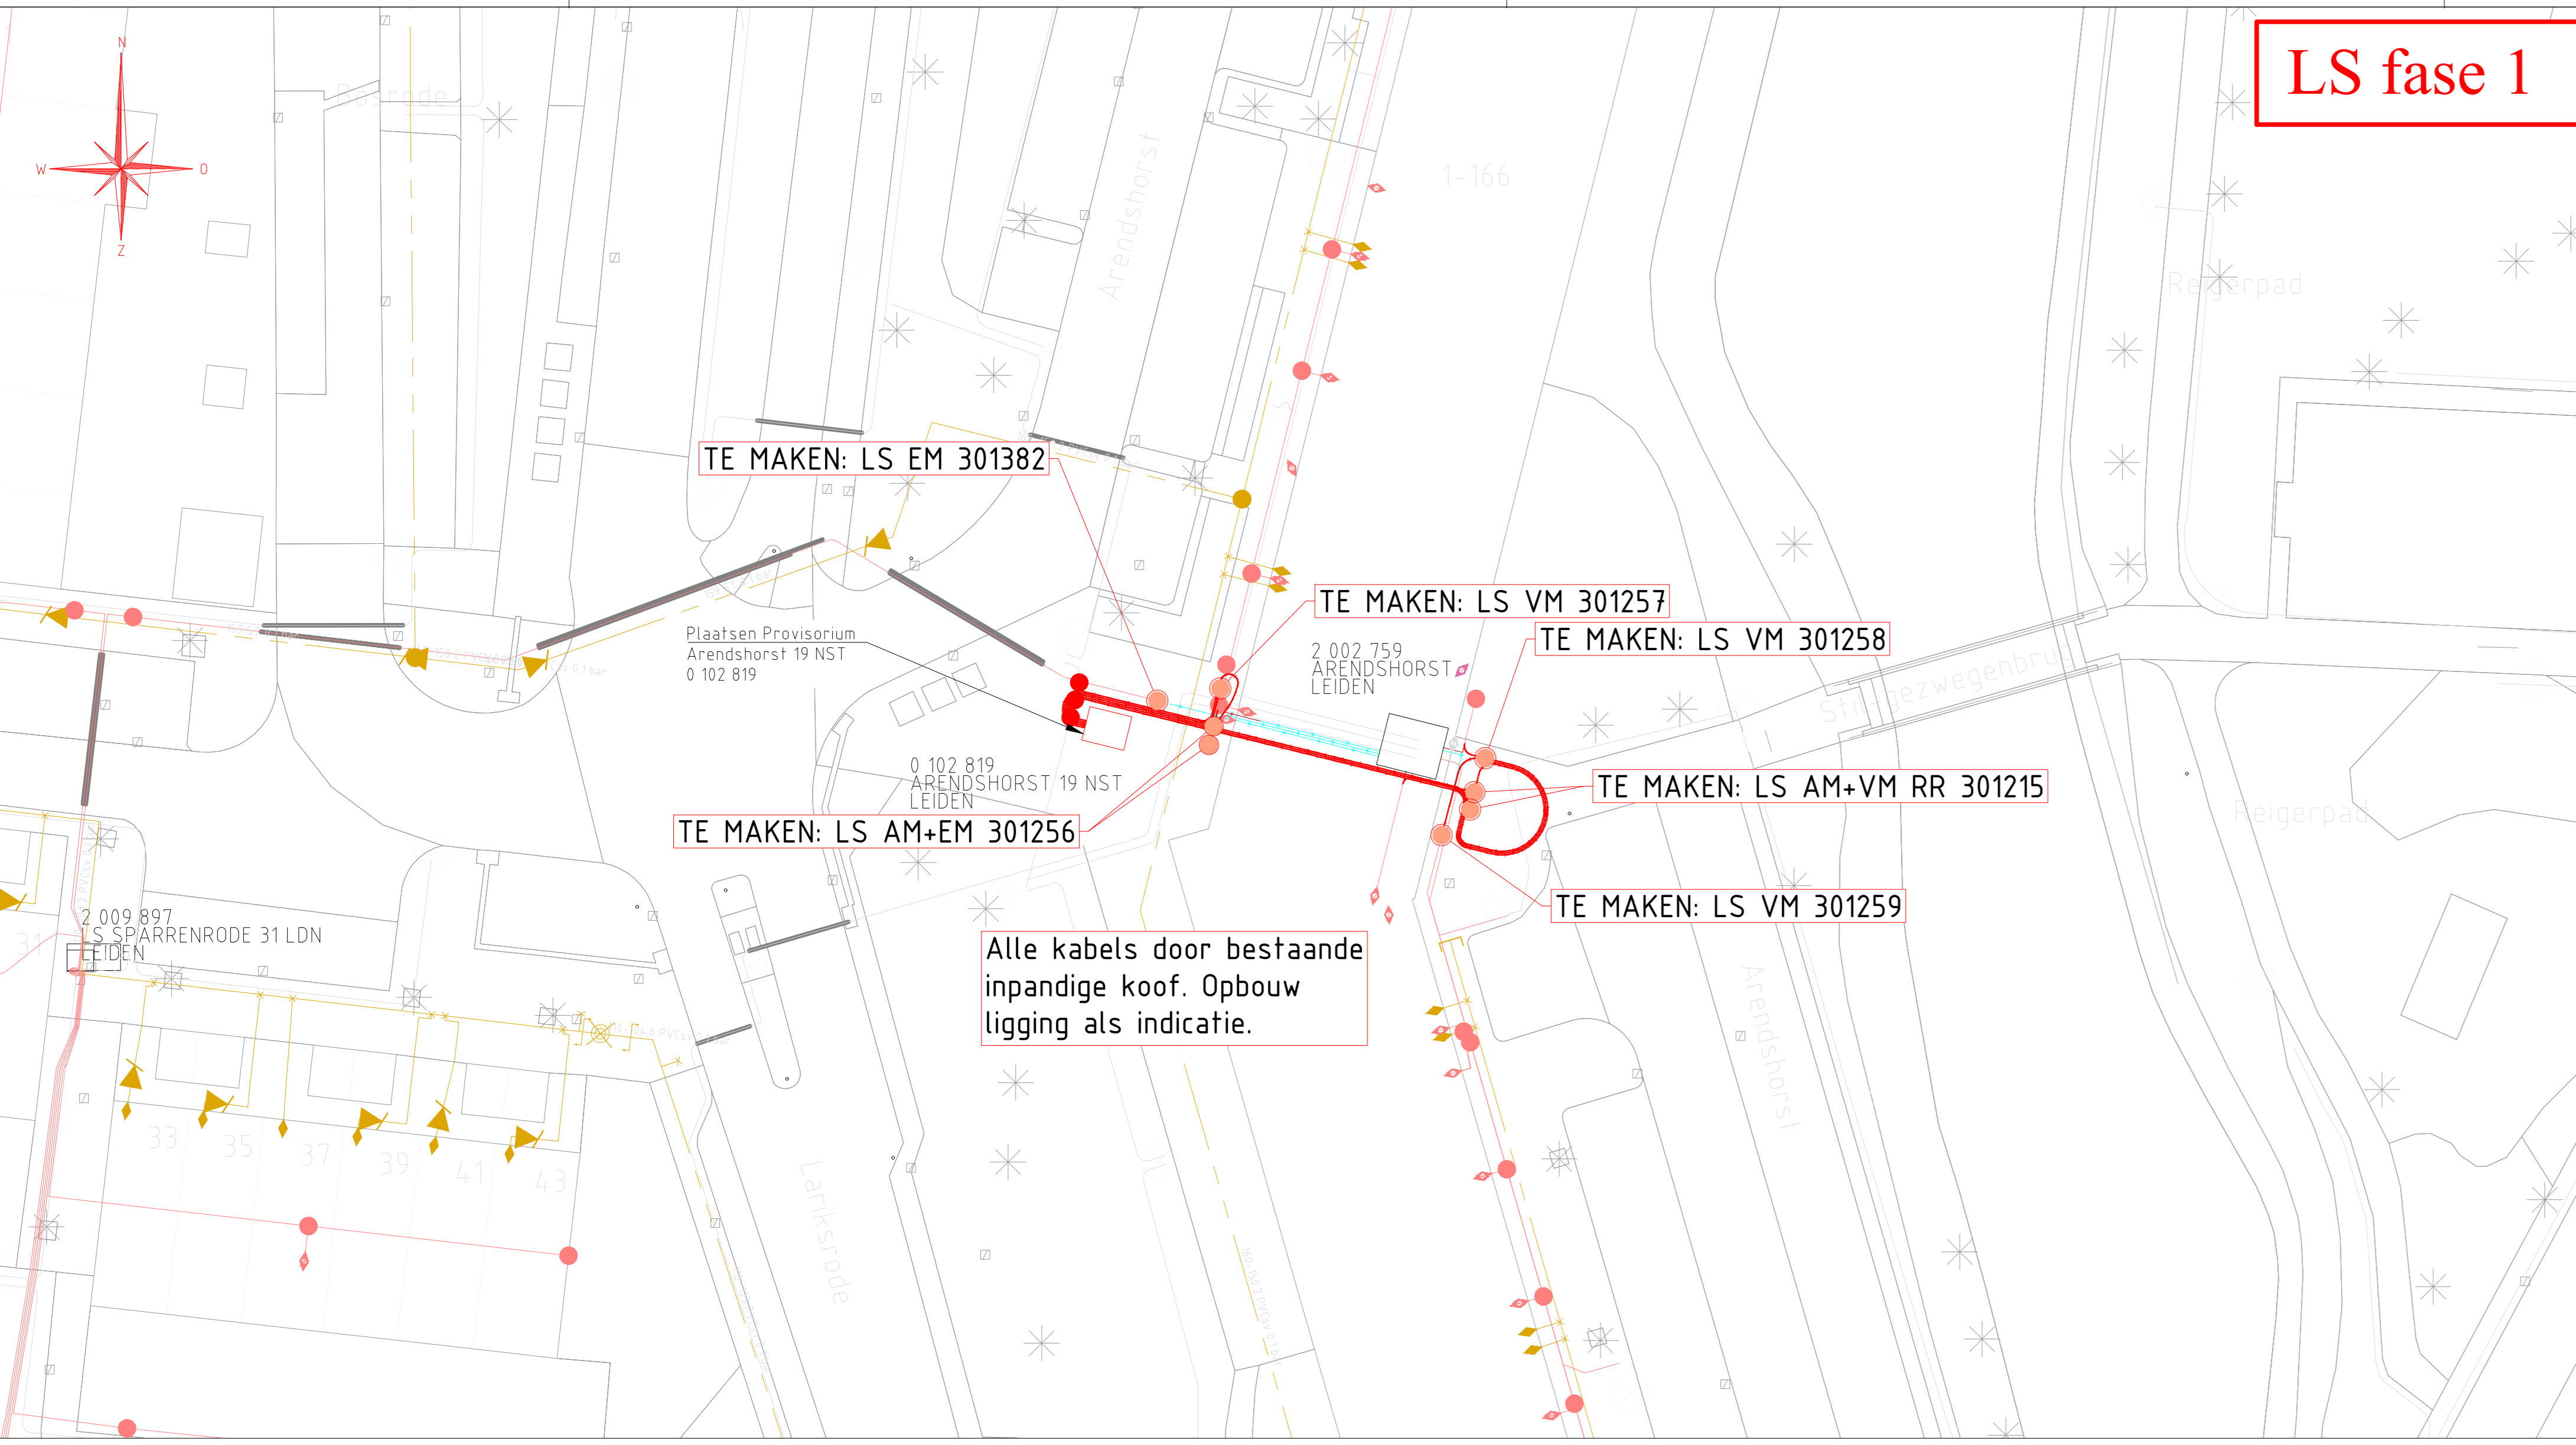 LS fase 1
N
W
O
Z
Bosrode
Arendshorst
1-166
Reigerpad
TE MAKEN: LS EM 301382
TE MAKEN: LS VM 301257
TE MAKEN: LS VM 301258
Plaatsen Provisorium
Arendshorst 19 NST
0 102 819
2 002 759
ARENDSHORST
LEIDEN
0 102 819
ARENDSHORST 19 NST
LEIDEN
TE MAKEN: LS AM+VM RR 301215
TE MAKEN: LS AM+EM 301256
TE MAKEN: LS VM 301259
Reigerpad
2 009 897
LS SPARRENRODE 31 LDN
LEIDEN
31
Alle kabels door bestaande
inpandige koof. Opbouw
ligging als indicatie.
Arendshorst
33
35
37
39
41
43
Lariksrode